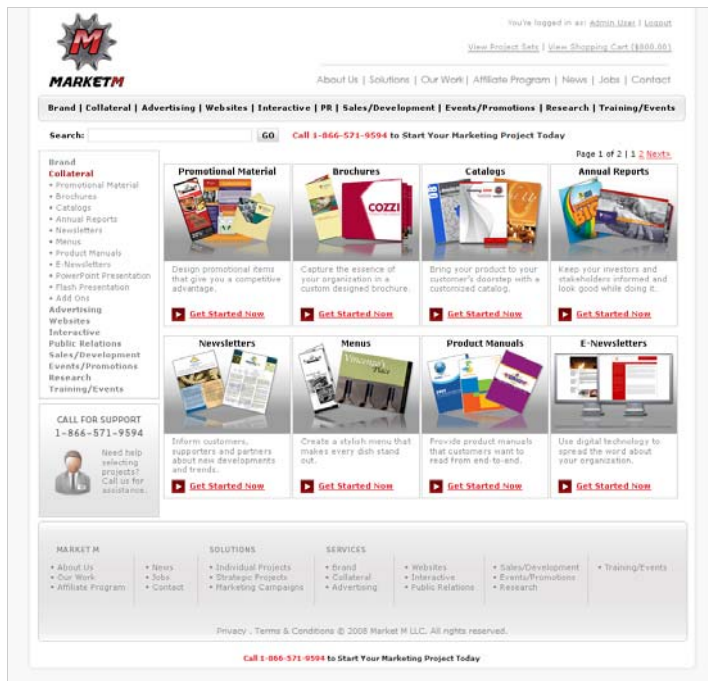 You're logged in as: Admin User | Logout
View Project Sets | View Shopping Cart ($000.00)
M
MARKETM
About Us | Solutions | Our Work | Affiliate Program | News | Jobs | Contact
Brand | Collateral | Advertising | Websites | Interactive | PR | Sales/Development | Events/Promotions | Research | Training/Events
Search: GO Call 1-866-571-9594 to Start Your Marketing Project Today
Page 1 of 2 | 1 2 Next>
Brand
Collateral
• Promotional Material
• Brochures
• Catalogs
• Annual Reports
• Newsletters
• Menus
• Product Manuals
• E-Newsletters
• PowerPoint Presentation
• Flash Presentation
• Add Ons
Advertising
Websites
Interactive
Public Relations
Sales/Development
Events/Promotions
Research
Training/Events
CALL FOR SUPPORT
1-866-571-9594
Need help
selecting
projects?
Call us for
assistance.
Promotional Material
Design promotional items
that give you a competitive
advantage.
Get Started Now
Brochures
COZZI
Capture the essence of
your organization in a
custom designed brochure.
Get Started Now
Catalogs
Bring your product to your
customer's doorstep with a
customized catalog.
Get Started Now
Annual Reports
Keep your investors and
stakeholders informed and
look good while doing it.
Get Started Now
Newsletters
Inform customers,
supporters and partners
about new developments
and trends.
Get Started Now
Menus
Vincenzo's
Place
Create a stylish menu that
makes every dish stand
out.
Get Started Now
Product Manuals
Provide product manuals
that customers want to
read from end-to-end.
Get Started Now
E-Newsletters
Use digital technology to
spread the word about
your organization.
Get Started Now
MARKET M
• About Us
• Our Work
• Affiliate Program
• News
• Jobs
• Contact
SOLUTIONS
• Individual Projects
• Strategic Projects
• Marketing Campaigns
SERVICES
• Brand
• Collateral
• Advertising
• Websites
• Interactive
• Public Relations
• Sales/Development
• Events/Promotions
• Research
• Training/Events
Privacy . Terms & Conditions © 2008 Market M LLC. All rights reserved.
Call 1-866-571-9594 to Start Your Marketing Project Today